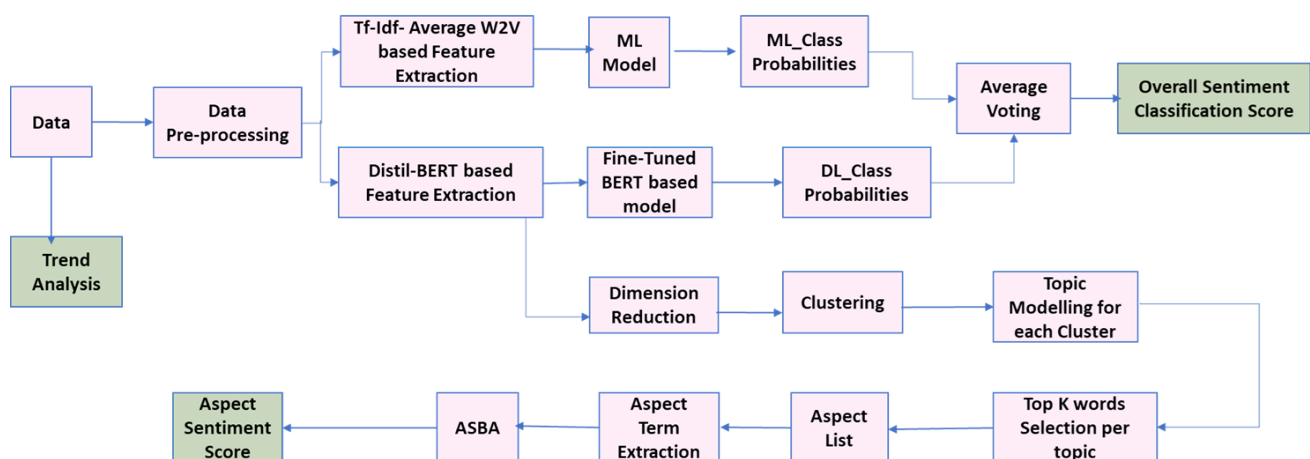 Tf-Idf- Average W2V
based Feature
Extraction
ML
Model
ML_Class
Probabilities
Data
Data
Pre-processing
Average
Voting
Overall Sentiment
Classification Score
Distil-BERT based
Feature Extraction
Fine-Tuned
BERT based
model
DL_Class
Probabilities
Trend
Analysis
Dimension
Reduction
Clustering
Topic
Modelling for
each Cluster
Aspect
Sentiment
Score
ASBA
Aspect
Term
Extraction
Aspect
List
Top K words
Selection per
topic